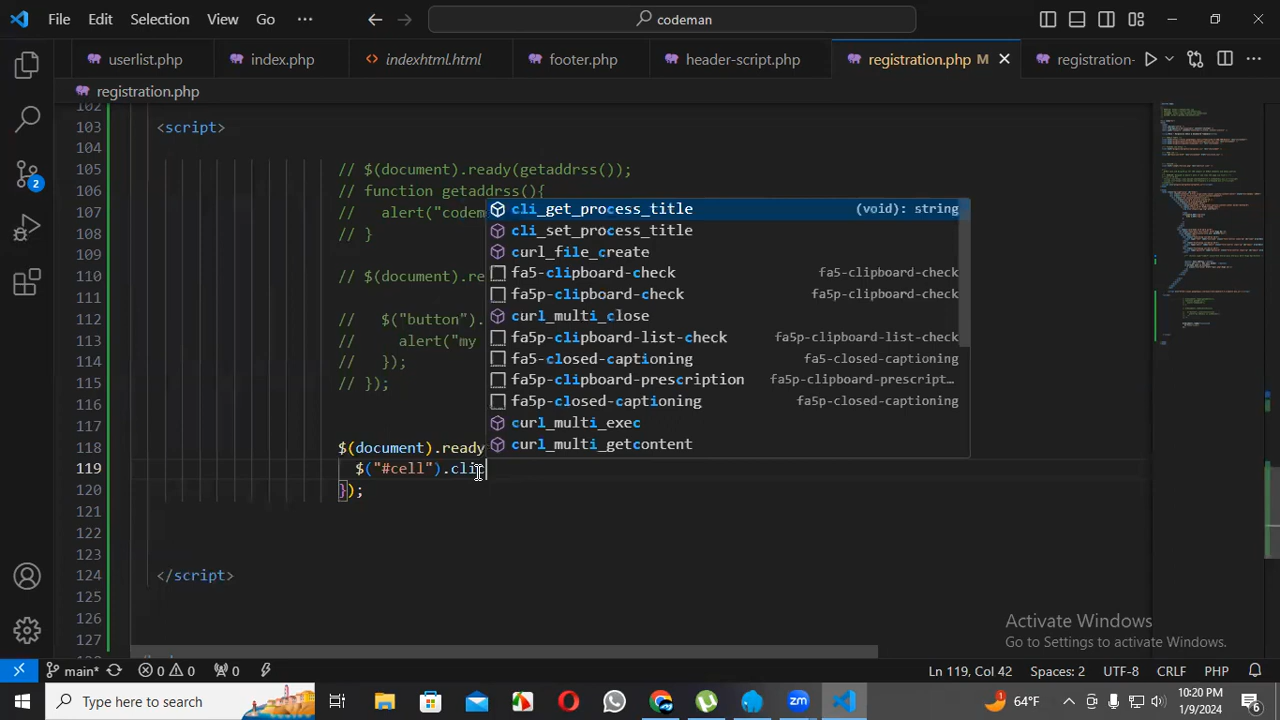 File Edit Selection View Go ··· codeman
userlist.php index.php indexhtml.html footer.php header-script.php registration.php M registration-
registration.php
102
103 <script>
104
105 // $(document).ready(getaddrss());
106 // function getaddrss(){
107 // alert("codem
108 // }
109
110 // $(document).re
111
112 // $("button").
113 // alert("my
114 // });
115 // });
116
117
118 $(document).ready
119 $("#cell").cli
120 });
121
122
123
124 </script>
125
126
127
cli_get_process_title (void): string
cli_set_process_title
curl_file_create
fa5-clipboard-check fa5-clipboard-check
fa5p-clipboard-check fa5p-clipboard-check
curl_multi_close
fa5p-clipboard-list-check fa5p-clipboard-list-check
fa5-closed-captioning fa5-closed-captioning
fa5p-clipboard-prescription fa5p-clipboard-prescript...
fa5p-closed-captioning fa5p-closed-captioning
curl_multi_exec
curl_multi_getcontent
2
Activate Windows
Go to Settings to activate Windows.
main* 0 0 0 Ln 119, Col 42 Spaces: 2 UTF-8 CRLF PHP
Type here to search 64°F 10:20 PM
1/9/2024 6